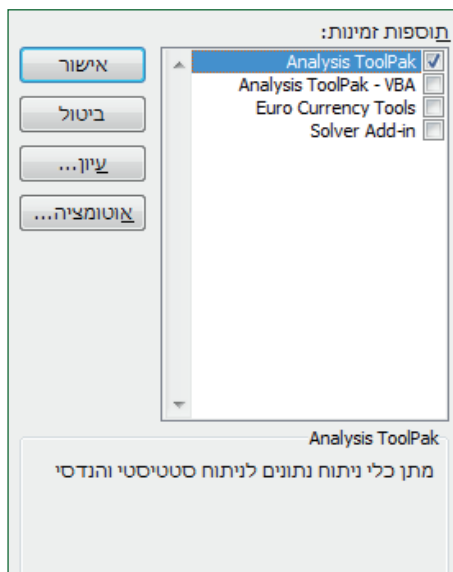 תוספות זמינות:
Analysis ToolPak
Analysis ToolPak - VBA
Euro Currency Tools
Solver Add-in
אישור
ביטול
עיון...
אוטומציה...
Analysis ToolPak
מתן כלי ניתוח נתונים לניתוח סטטיסטי והנדסי